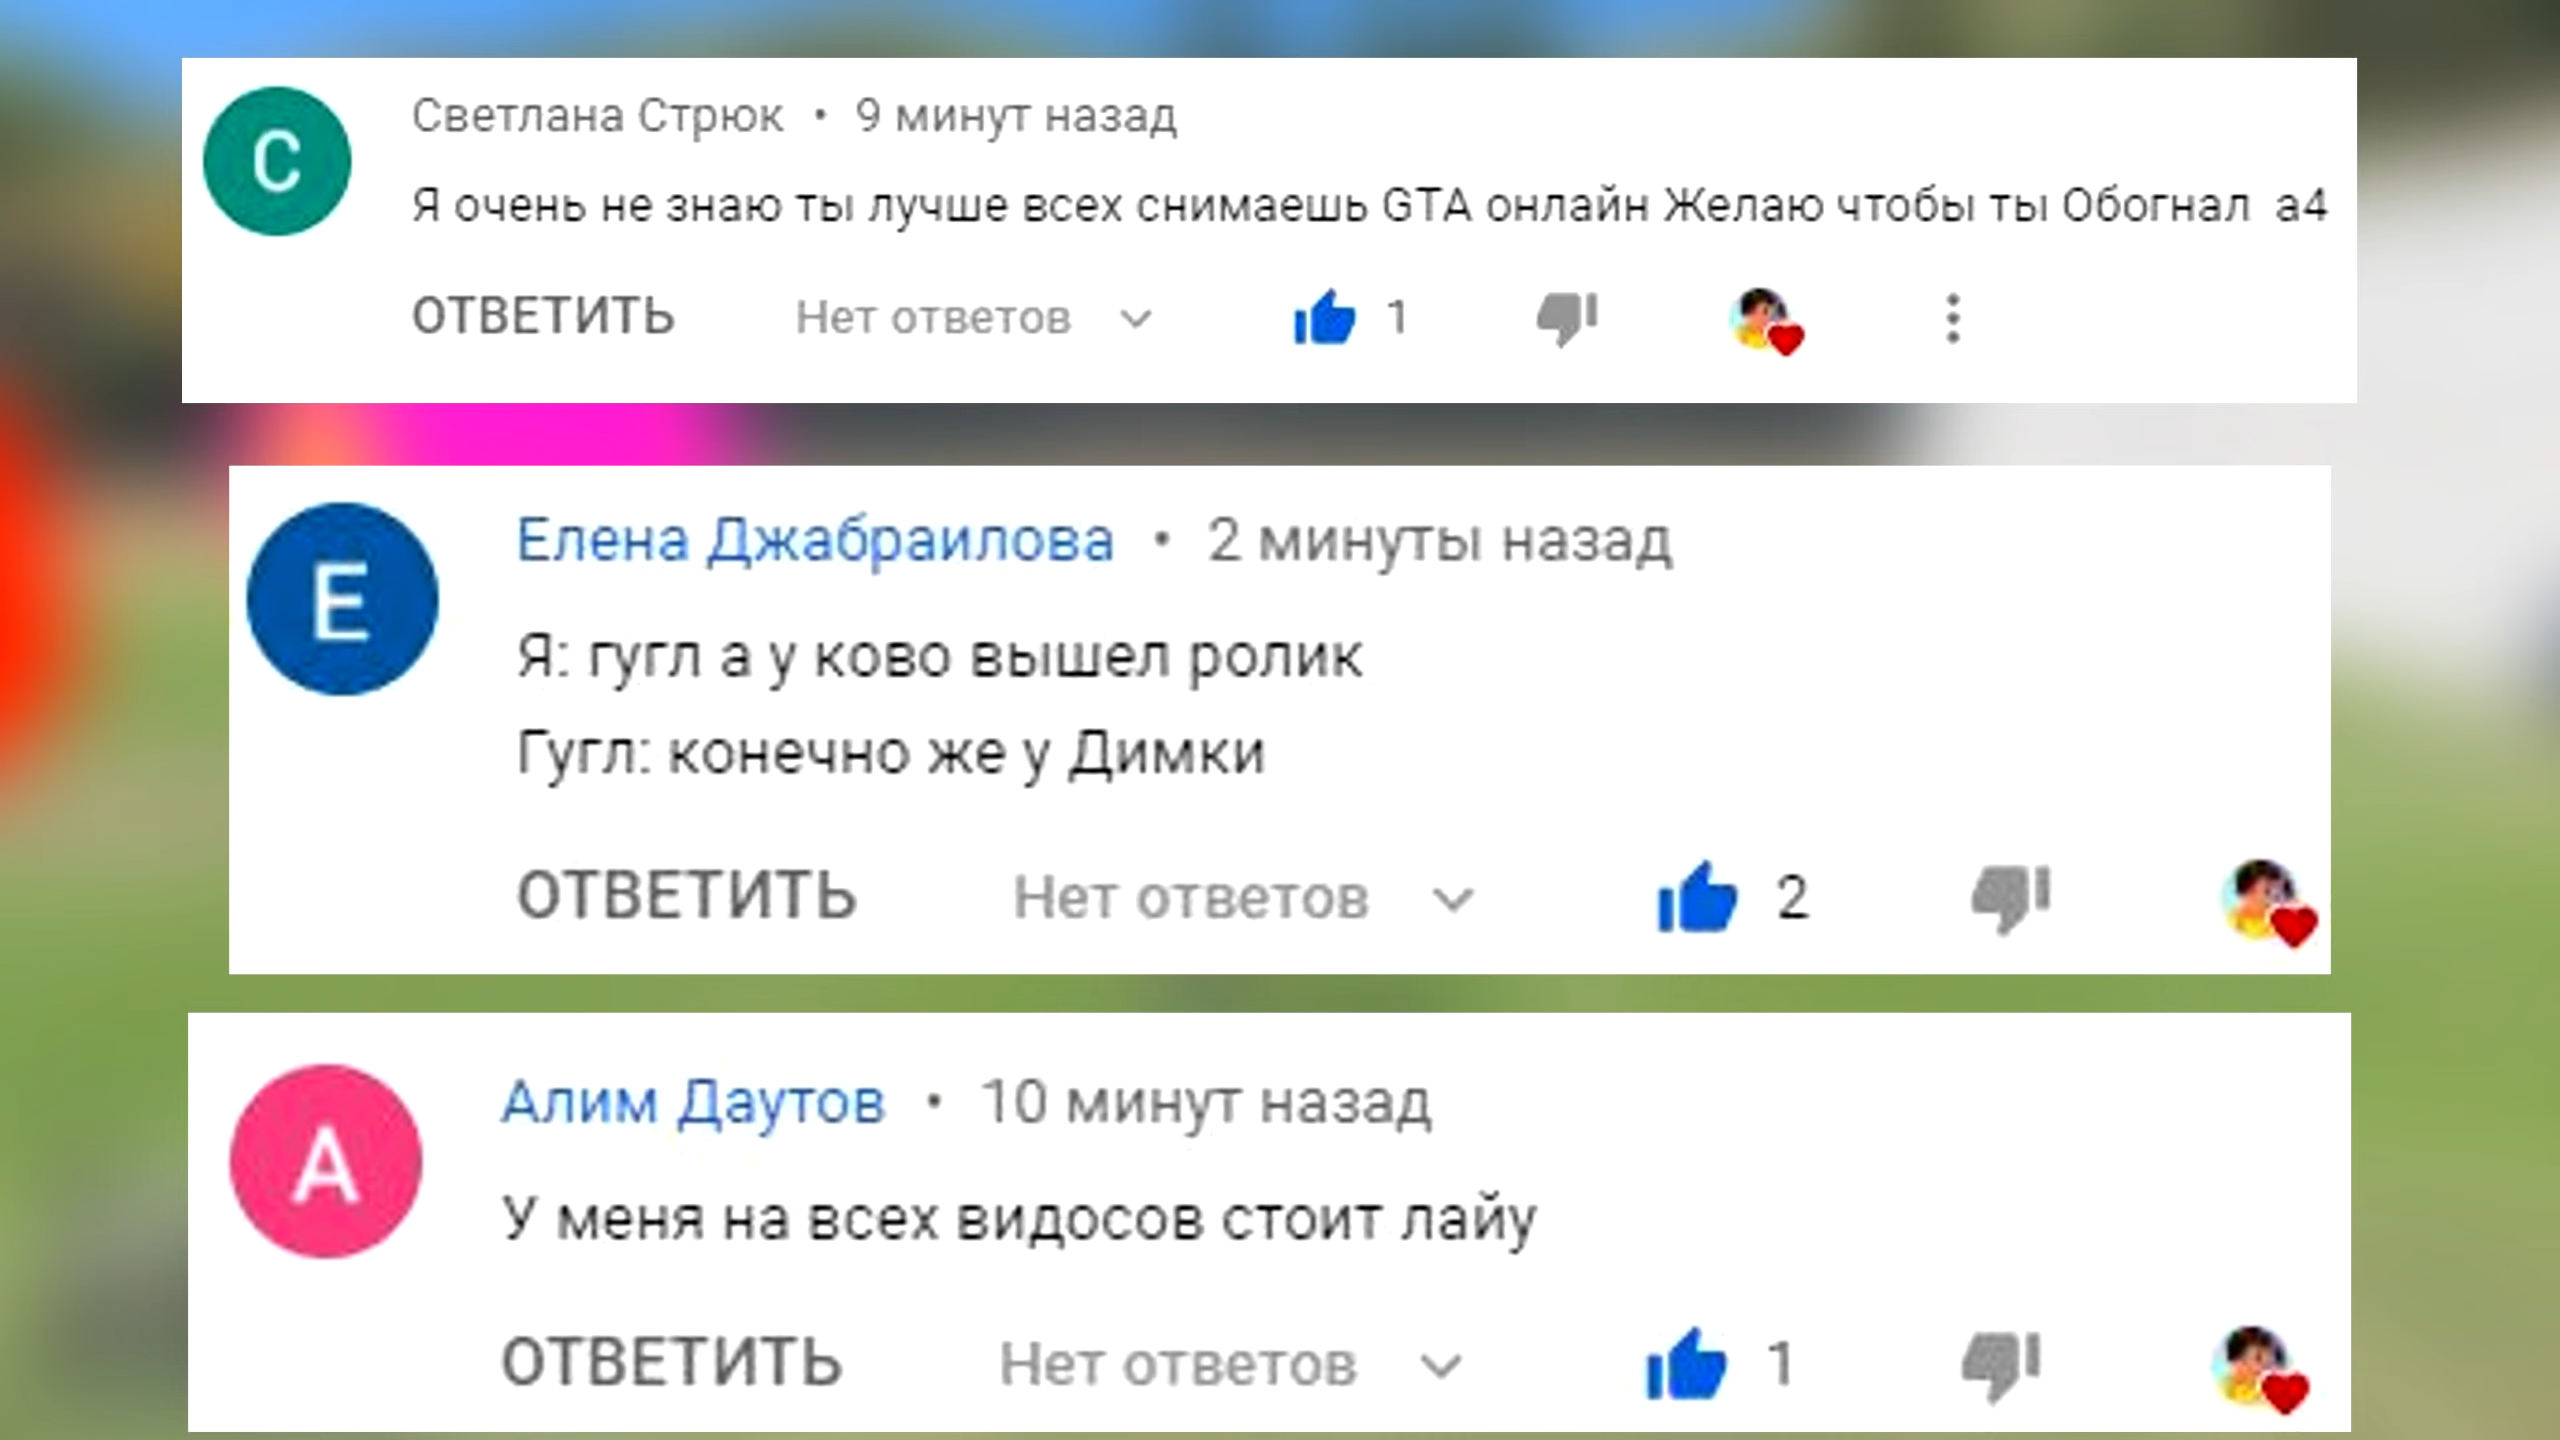 С
Светлана Стрюк • 9 минут назад
Я очень не знаю ты лучше всех снимаешь GTA онлайн Желаю чтобы ты Обогнал а4
ОТВЕТИТЬ Нет ответов 1
Е
Елена Джабраилова • 2 минуты назад
Я: гугл а у ково вышел ролик
Гугл: конечно же у Димки
ОТВЕТИТЬ Нет ответов 2
А
Алим Даутов • 10 минут назад
У меня на всех видосов стоит лайу
ОТВЕТИТЬ Нет ответов 1